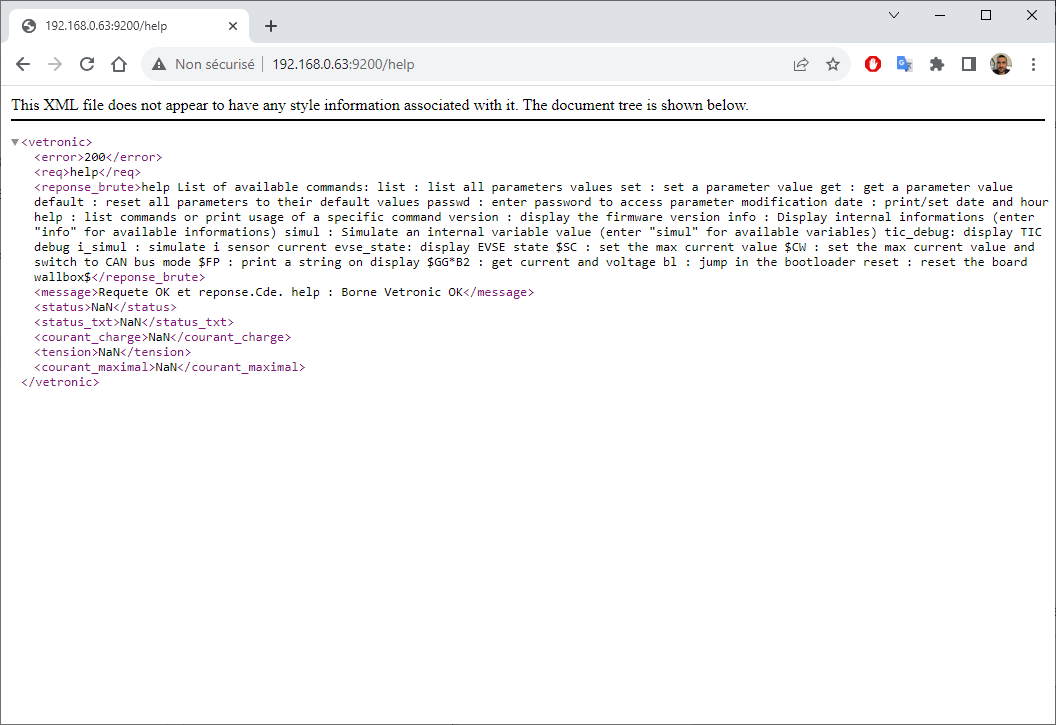 192.168.0.63:9200/help
Non sécurisé 192.168.0.63:9200/help
This XML file does not appear to have any style information associated with it. The document tree is shown below.
<vetronic>
<error>200</error>
<req>help</req>
<reponse_brute>help List of available commands: list : list all parameters values set : set a parameter value get : get a parameter value
default : reset all parameters to their default values passwd : enter password to access parameter modification date : print/set date and hour
help : list commands or print usage of a specific command version : display the firmware version info : Display internal informations (enter
"info" for available informations) simul : Simulate an internal variable value (enter "simul" for available variables) tic_debug: display TIC
debug i_simul : simulate i sensor current evse_state: display EVSE state $SC : set the max current value $CW : set the max current value and
switch to CAN bus mode $FP : print a string on display $GG*B2 : get current and voltage bl : jump in the bootloader reset : reset the board
wallbox$</reponse_brute>
<message>Requete OK et reponse.Cde. help : Borne Vetronic OK</message>
<status>NaN</status>
<status_txt>NaN</status_txt>
<courant_charge>NaN</courant_charge>
<tension>NaN</tension>
<courant_maximal>NaN</courant_maximal>
</vetronic>